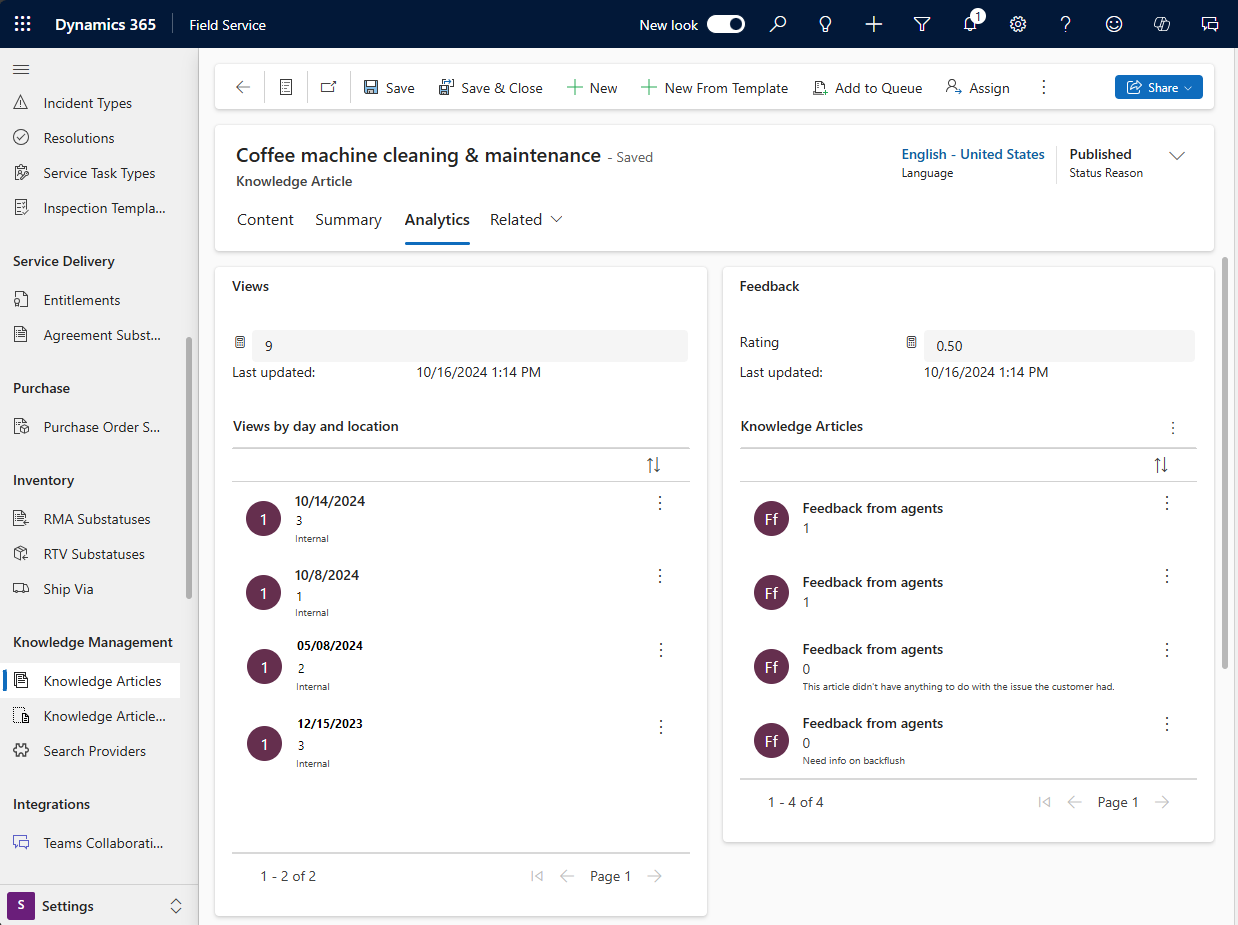 Dynamics 365
Field Service
New look
1
Incident Types
Resolutions
Service Task Types
Inspection Templa...
Service Delivery
Entitlements
Agreement Subst...
Purchase
Purchase Order S...
Inventory
RMA Substatuses
RTV Substatuses
Ship Via
Knowledge Management
Knowledge Articles
Knowledge Article...
Search Providers
Integrations
Teams Collaborati...
S
Settings
Save
Save & Close
New
New From Template
Add to Queue
Assign
Share
Coffee machine cleaning & maintenance - Saved
Knowledge Article
English - United States
Language
Published
Status Reason
Content
Summary
Analytics
Related
Views
9
Last updated: 10/16/2024 1:14 PM
Views by day and location
1
10/14/2024
3
Internal
1
10/8/2024
1
Internal
1
05/08/2024
2
Internal
1
12/15/2023
3
Internal
1 - 2 of 2
Page 1
Feedback
Rating
0.50
Last updated: 10/16/2024 1:14 PM
Knowledge Articles
Ff
Feedback from agents
1
Ff
Feedback from agents
1
Ff
Feedback from agents
0
This article didn't have anything to do with the issue the customer had.
Ff
Feedback from agents
0
Need info on backflush
1 - 4 of 4
Page 1